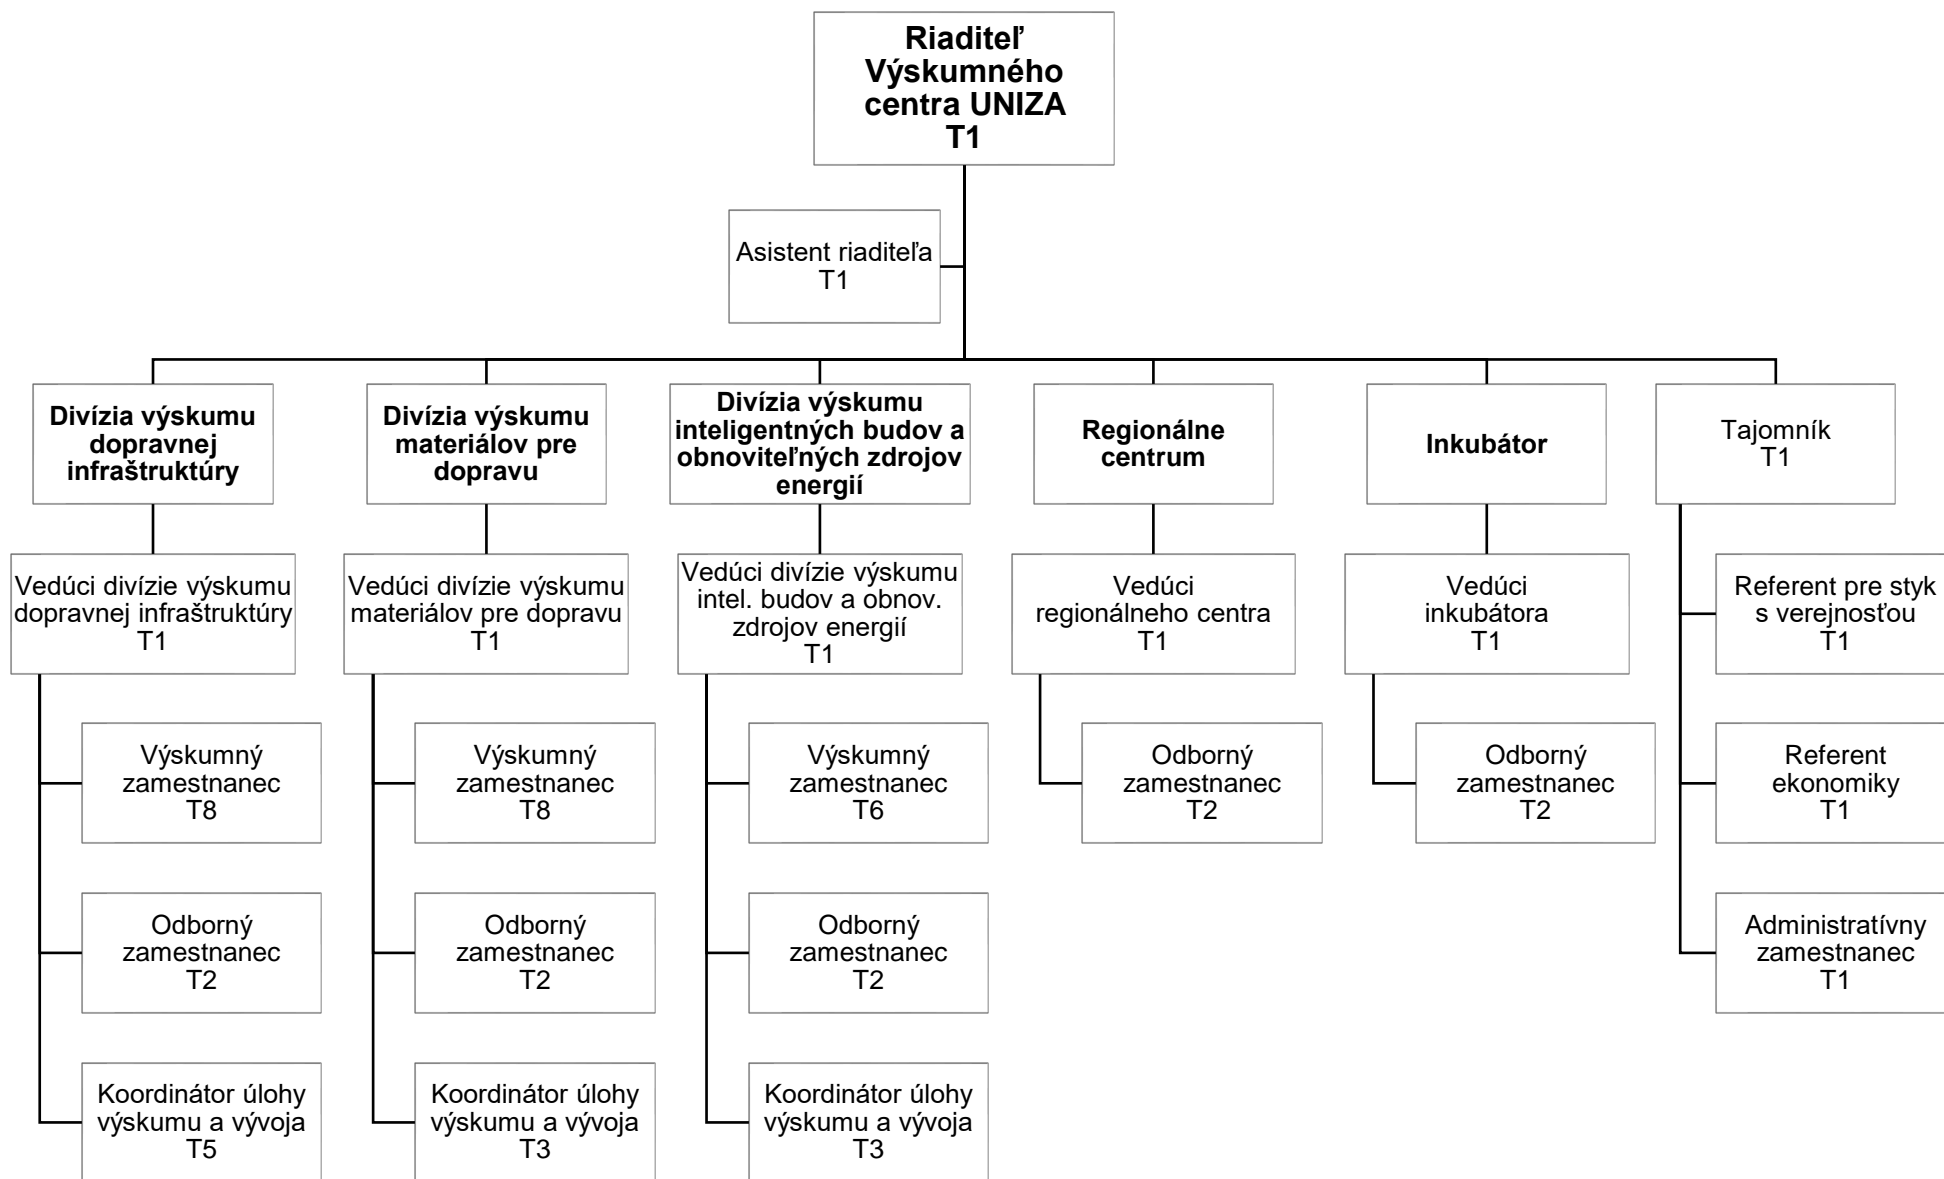 Riaditeľ
Výskumného
centra UNIZA
T1
Asistent riaditeľa
T1
Divízia výskumu
dopravnej
infraštruktúry
Divízia výskumu
materiálov pre
dopravu
Divízia výskumu
inteligentných budov a
obnoviteľných zdrojov
energií
Regionálne
centrum
Inkubátor
Tajomník
T1
Vedúci divízie výskumu
dopravnej infraštruktúry
T1
Vedúci divízie výskumu
materiálov pre dopravu
T1
Vedúci divízie výskumu
intel. budov a obnov.
zdrojov energií
T1
Vedúci
regionálneho centra
T1
Vedúci
inkubátora
T1
Referent pre styk
s verejnosťou
T1
Výskumný
zamestnanec
T8
Výskumný
zamestnanec
T8
Výskumný
zamestnanec
T6
Odborný
zamestnanec
T2
Odborný
zamestnanec
T2
Referent
ekonomiky
T1
Odborný
zamestnanec
T2
Odborný
zamestnanec
T2
Odborný
zamestnanec
T2
Administratívny
zamestnanec
T1
Koordinátor úlohy
výskumu a vývoja
T5
Koordinátor úlohy
výskumu a vývoja
T3
Koordinátor úlohy
výskumu a vývoja
T3